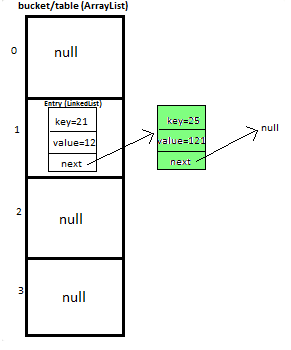 bucket/table (ArrayList)
0
null
Entry (LinkedList)
1
key=21
value=12
next
key=25
value=121
next
null
2
null
3
null